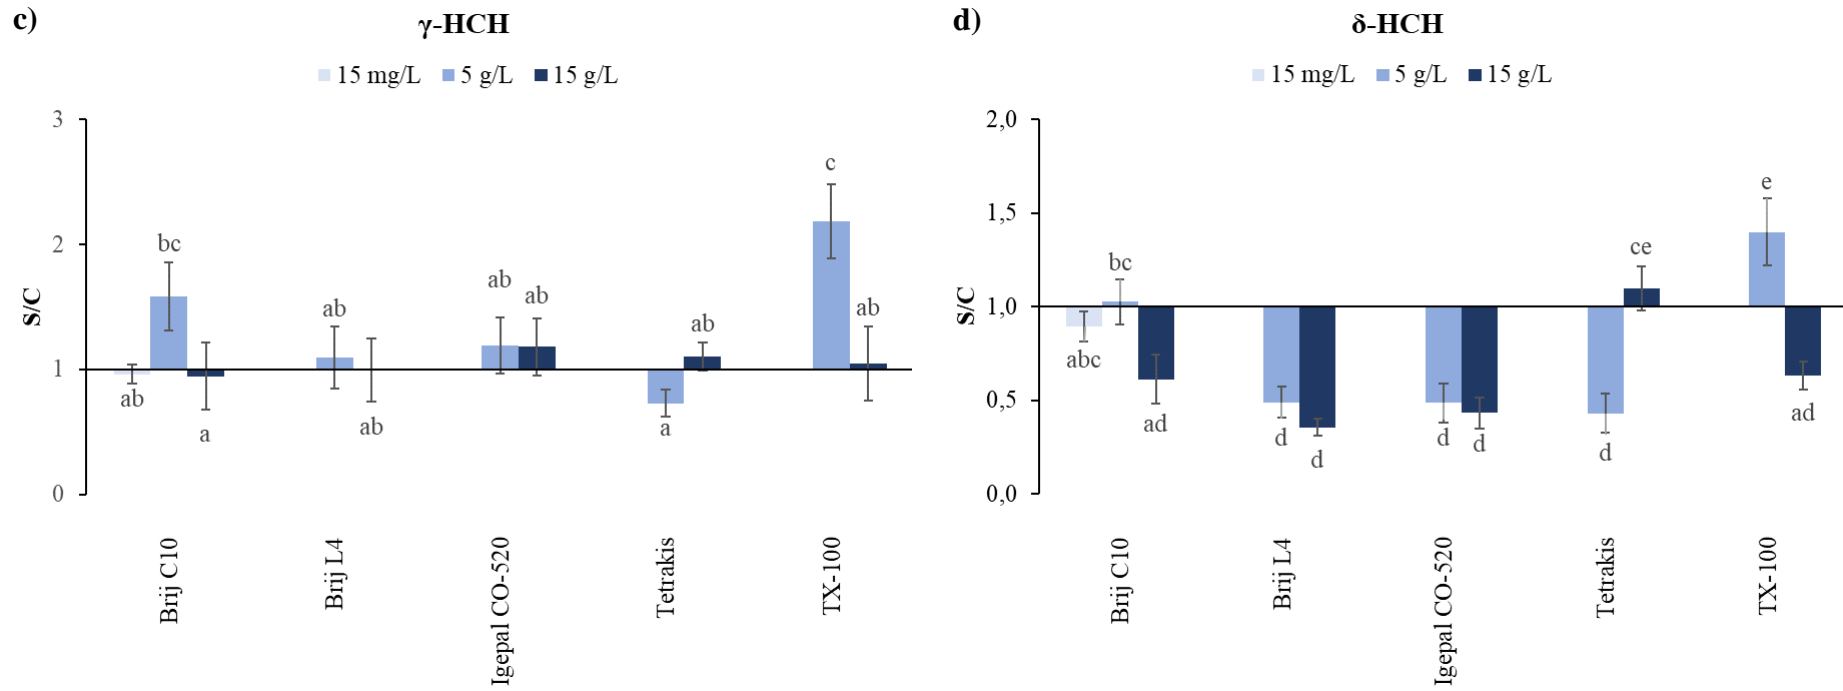 c)
γ-HCH
15 mg/L 5 g/L 15 g/L
3
2
1
0
S/C
ab
bc
a
ab
ab
ab
ab
a
ab
c
ab
Brij C10
Brij L4
Igepal CO-520
Tetrakis
TX-100
d)
δ-HCH
15 mg/L 5 g/L 15 g/L
2,0
1,5
1,0
0,5
0,0
S/C
abc
bc
ad
d
d
d
d
d
ce
e
ad
Brij C10
Brij L4
Igepal CO-520
Tetrakis
TX-100